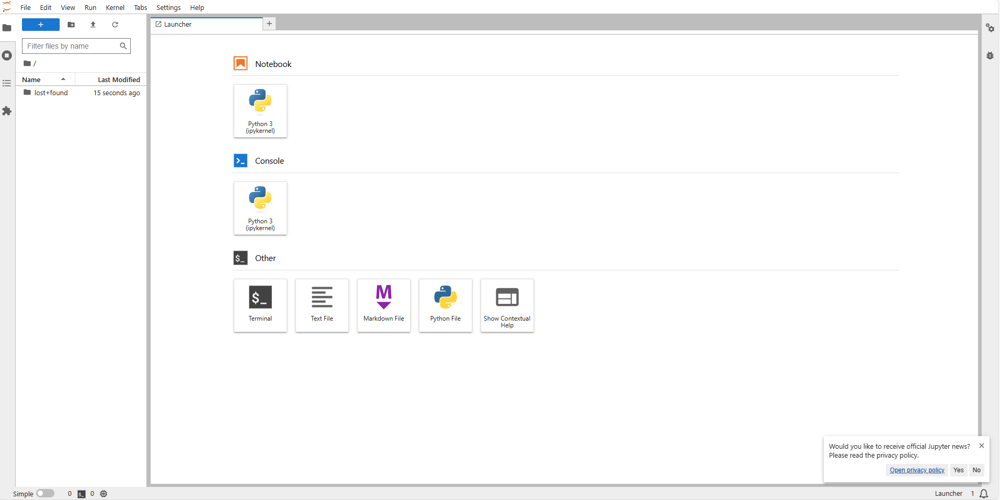 File Edit View Run Kernel Tabs Settings Help
Launcher
Filter files by name
/
Name Last Modified
lost+found 15 seconds ago
Notebook
Python 3
(ipykernel)
Console
Python 3
(ipykernel)
$_ Other
$_
Terminal
Text File
M
Markdown File
Python File
Show Contextual
Help
Would you like to receive official Jupyter news?
Please read the privacy policy.
Open privacy policy Yes No
Simple 0 $_ 0 Launcher 1